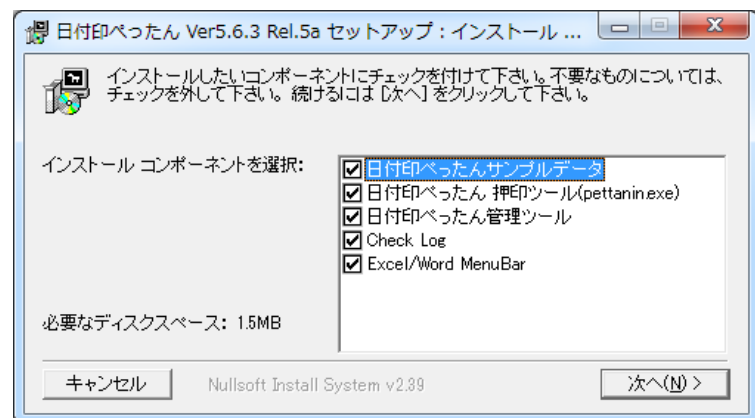 日付印ぺったん Ver5.6.3 Rel.5a セットアップ：インストール ...
インストールしたいコンポーネントにチェックを付けて下さい。不要なものについては、
チェックを外して下さい。続けるには [次へ] をクリックして下さい。
インストール コンポーネントを選択:
日付印ぺったんサンプルデータ
日付印ぺったん 押印ツール(pettanin.exe)
日付印ぺったん管理ツール
Check Log
Excel/Word MenuBar
必要なディスクスペース: 1.5MB
キャンセル
Nullsoft Install System v2.39
次へ(N) >